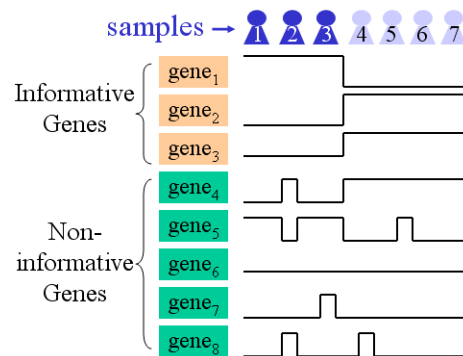 samples
1 2 3 4 5 6 7
Informative
Genes
gene1
gene2
gene3
Non-
informative
Genes
gene4
gene5
gene6
gene7
gene8